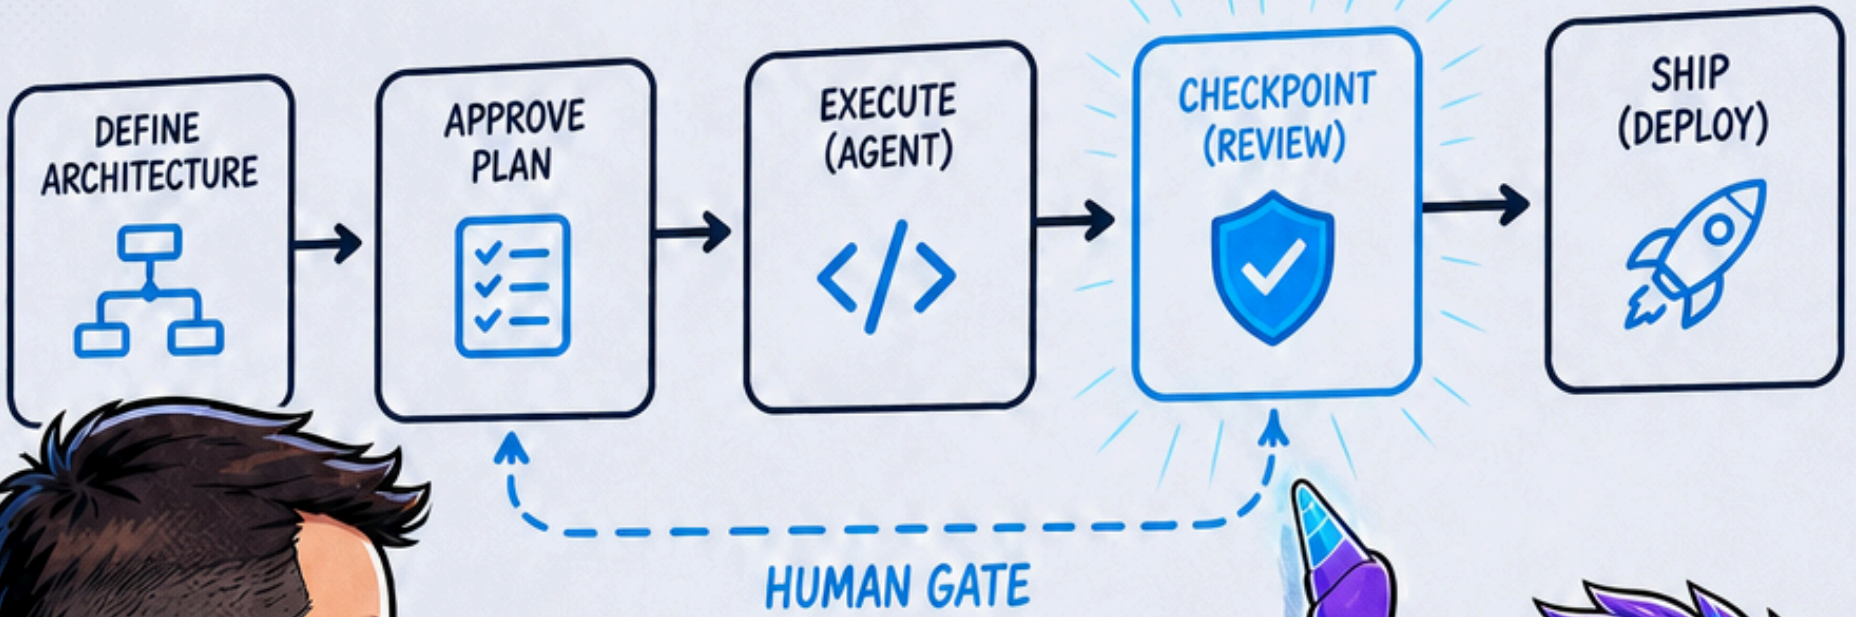 DEFINE
ARCHITECTURE
APPROVE
PLAN
EXECUTE
(AGENT)
CHECKPOINT
(REVIEW)
SHIP
(DEPLOY)
HUMAN GATE